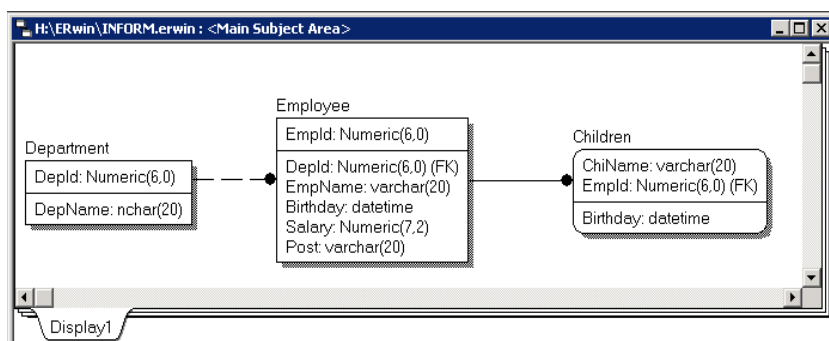 H:\ERwin\INFORM.erwin : <Main Subject Area>
Department
DepId: Numeric(6,0)
DepName: nchar(20)
Employee
EmpId: Numeric(6,0)
DepId: Numeric(6,0) (FK)
EmpName: varchar(20)
Birthday: datetime
Salary: Numeric(7,2)
Post: varchar(20)
Children
ChiName: varchar(20)
EmpId: Numeric(6,0) (FK)
Birthday: datetime
Display1